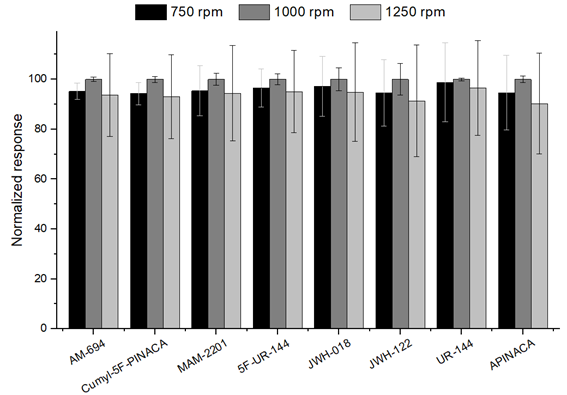 750 rpm 1000 rpm 1250 rpm
Normalized response
100
80
60
40
20
0
AM-694 Cumyl-5F-PINACA MAM-2201 5F-UR-144 JWH-018 JWH-122 UR-144 APINACA